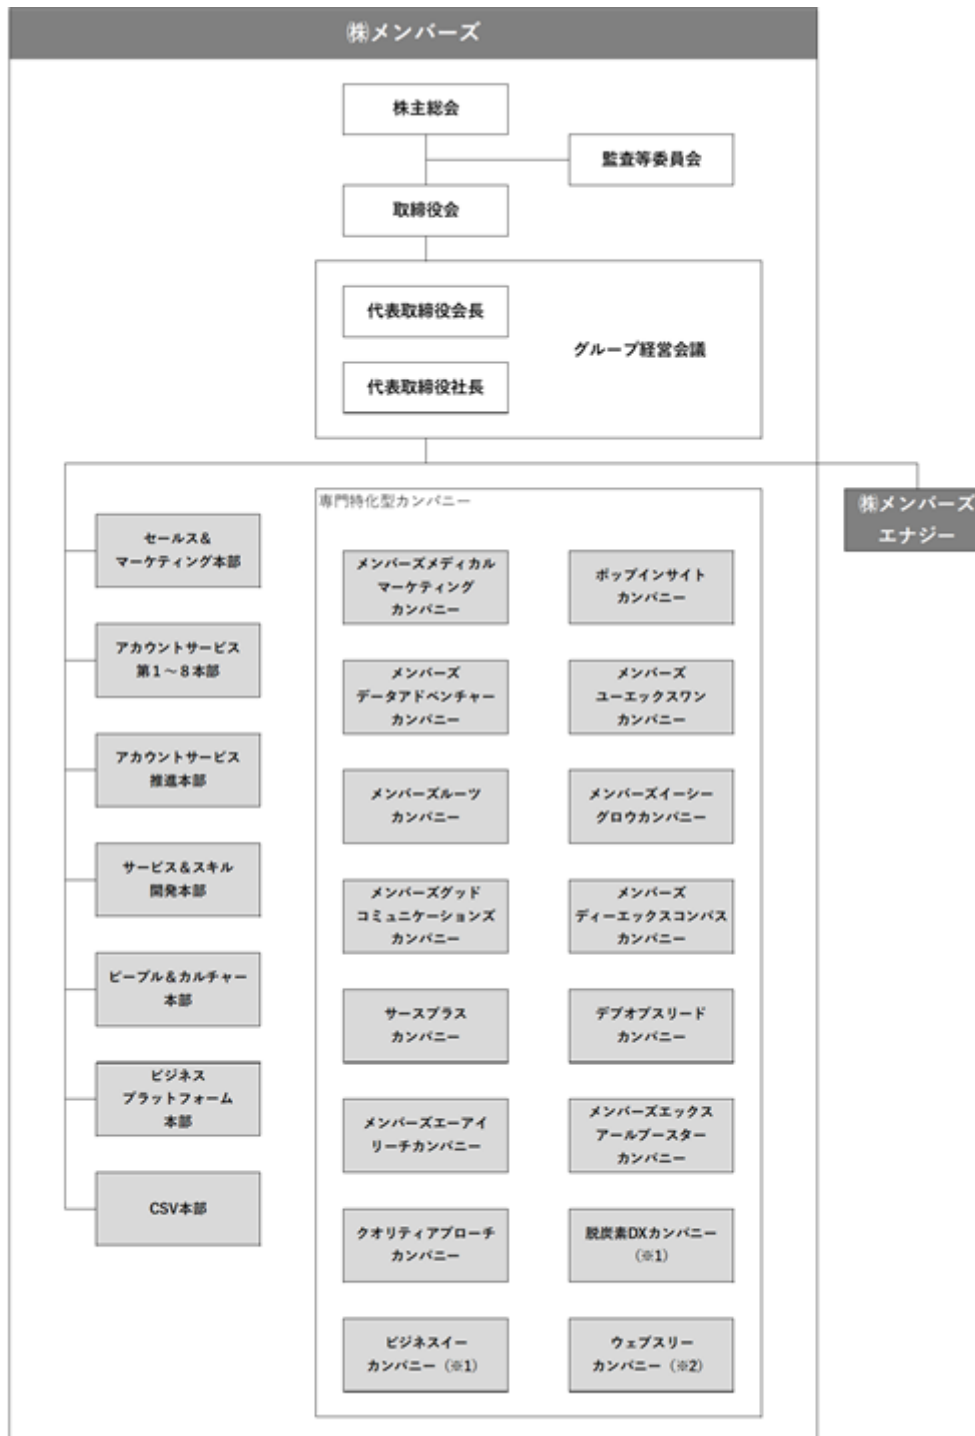 ㈱メンバーズ
株主総会
監査等委員会
取締役会
代表取締役会長
グループ経営会議
代表取締役社長
㈱メンバーズ
エナジー
セールス＆
マーケティング本部
アカウントサービス
第１～８本部
アカウントサービス
推進本部
サービス＆スキル
開発本部
ピープル＆カルチャー
本部
ビジネス
プラットフォーム
本部
CSV本部
専門特化型カンパニー
メンバーズメディカル
マーケティング
カンパニー
ポップインサイト
カンパニー
メンバーズ
データアドベンチャー
カンパニー
メンバーズ
ユーエックスワン
カンパニー
メンバーズルーツ
カンパニー
メンバーズイーシー
グロウカンパニー
メンバーズグッド
コミュニケーションズ
カンパニー
メンバーズ
ディーエックスコンパス
カンパニー
サースプラス
カンパニー
デブオプスリード
カンパニー
メンバーズエーアイ
リーチカンパニー
メンバーズエックス
アールブースター
カンパニー
クオリティアプローチ
カンパニー
脱炭素DXカンパニー
（※1）
ビジネスイー
カンパニー（※1）
ウェブスリー
カンパニー（※2）